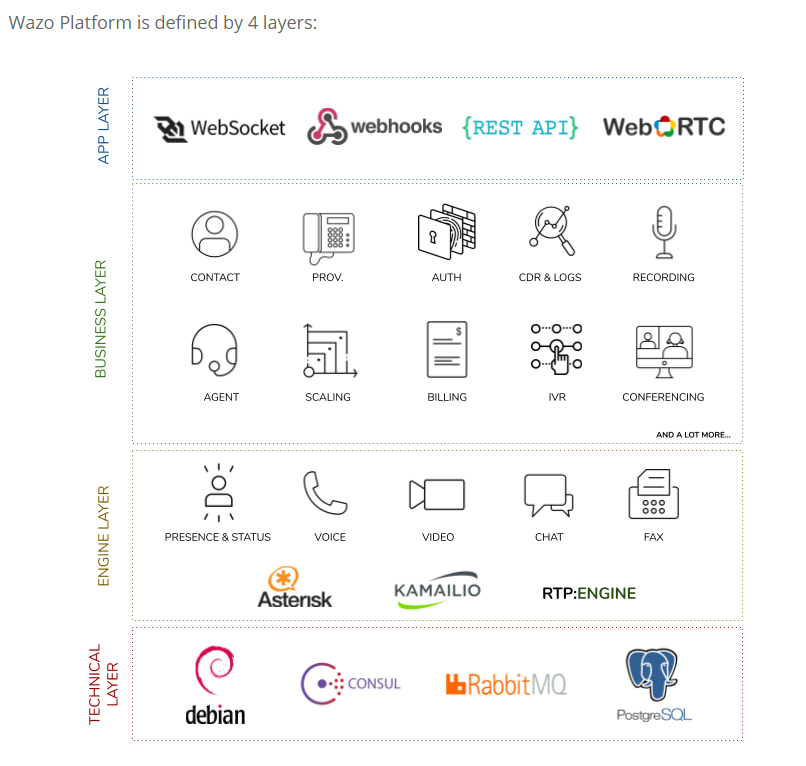 Wazo Platform is defined by 4 layers:
APP LAYER
WebSocket webhooks {REST API} WebRTC
BUSINESS LAYER
CONTACT PROV. AUTH CDR & LOGS RECORDING
$
AGENT SCALING BILLING IVR CONFERENCING
AND A LOT MORE...
ENGINE LAYER
PRESENCE & STATUS VOICE VIDEO CHAT FAX
Asterisk KAMAILIO RTP:ENGINE
TECHNICAL
LAYER
debian CONSUL RabbitMQ PostgreSQL